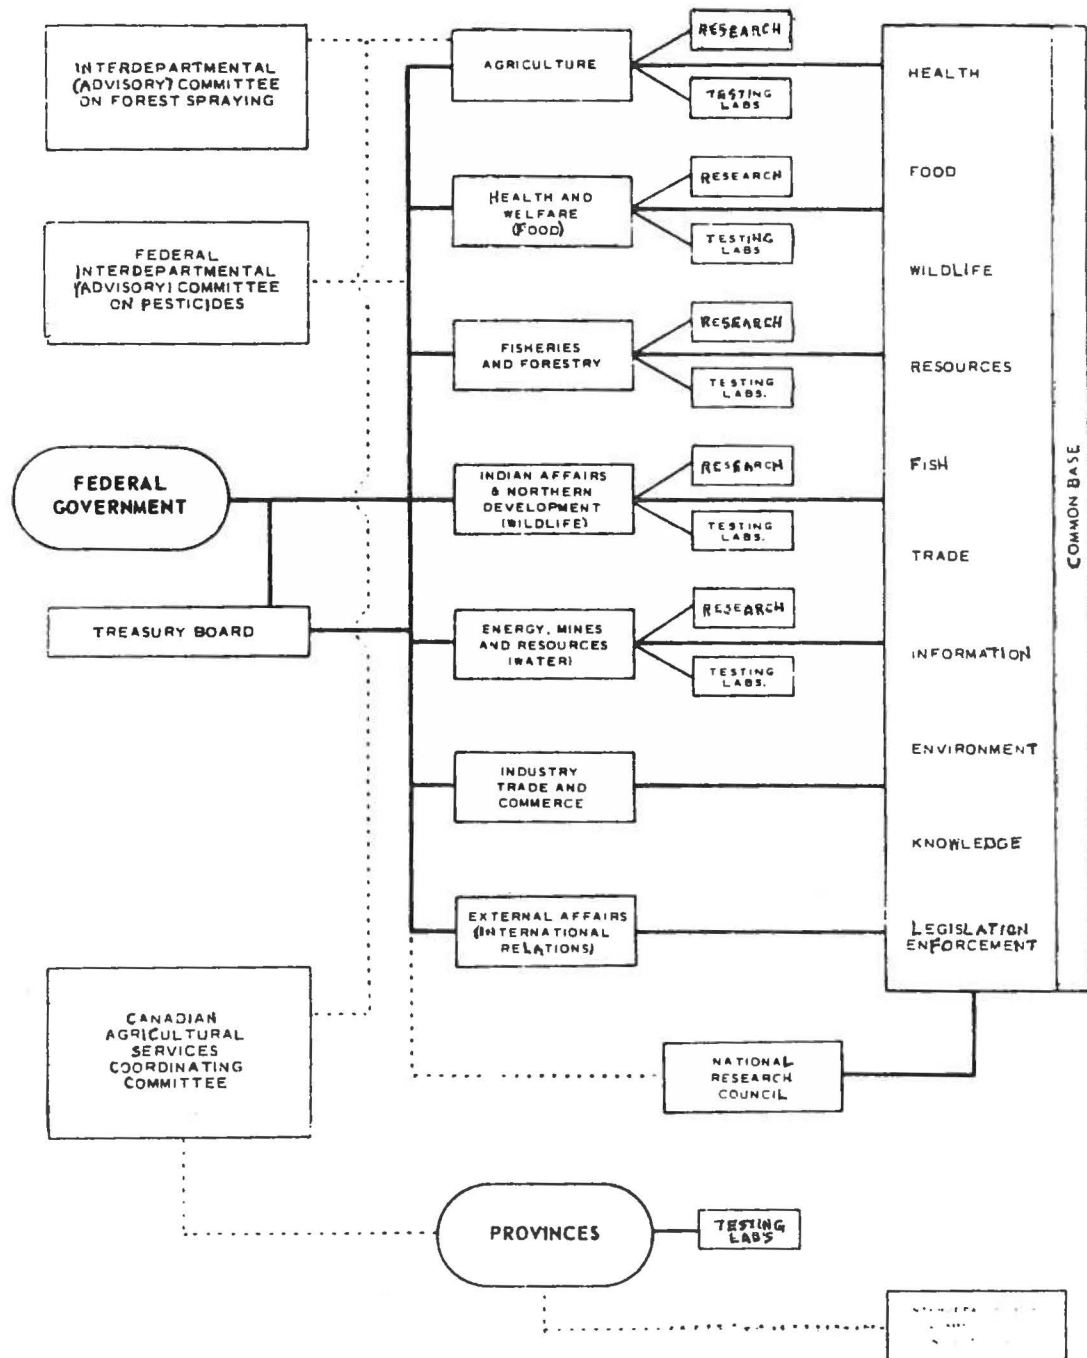 INTERDEPARTMENTAL
(ADVISORY) COMMITTEE
ON FOREST SPRAYING
FEDERAL
INTERDEPARTMENTAL
(ADVISORY) COMMITTEE
ON PESTICIDES
FEDERAL
GOVERNMENT
TREASURY BOARD
CANADIAN
AGRICULTURAL
SERVICES
COORDINATING
COMMITTEE
AGRICULTURE
RESEARCH
TESTING
LABS
HEALTH AND
WELFARE
(FOOD)
RESEARCH
TESTING
LABS
FISHERIES
AND FORESTRY
RESEARCH
TESTING
LABS.
INDIAN AFFAIRS
& NORTHERN
DEVELOPMENT
(WILDLIFE)
RESEARCH
TESTING
LABS.
ENERGY, MINES
AND RESOURCES
(WATER)
RESEARCH
TESTING
LABS.
INDUSTRY
TRADE AND
COMMERCE
EXTERNAL AFFAIRS
(INTERNATIONAL
RELATIONS)
HEALTH
FOOD
WILDLIFE
RESOURCES
FISH
TRADE
INFORMATION
ENVIRONMENT
KNOWLEDGE
LEGISLATION
ENFORCEMENT
COMMON BASE
NATIONAL
RESEARCH
COUNCIL
PROVINCES
TESTING
LABS